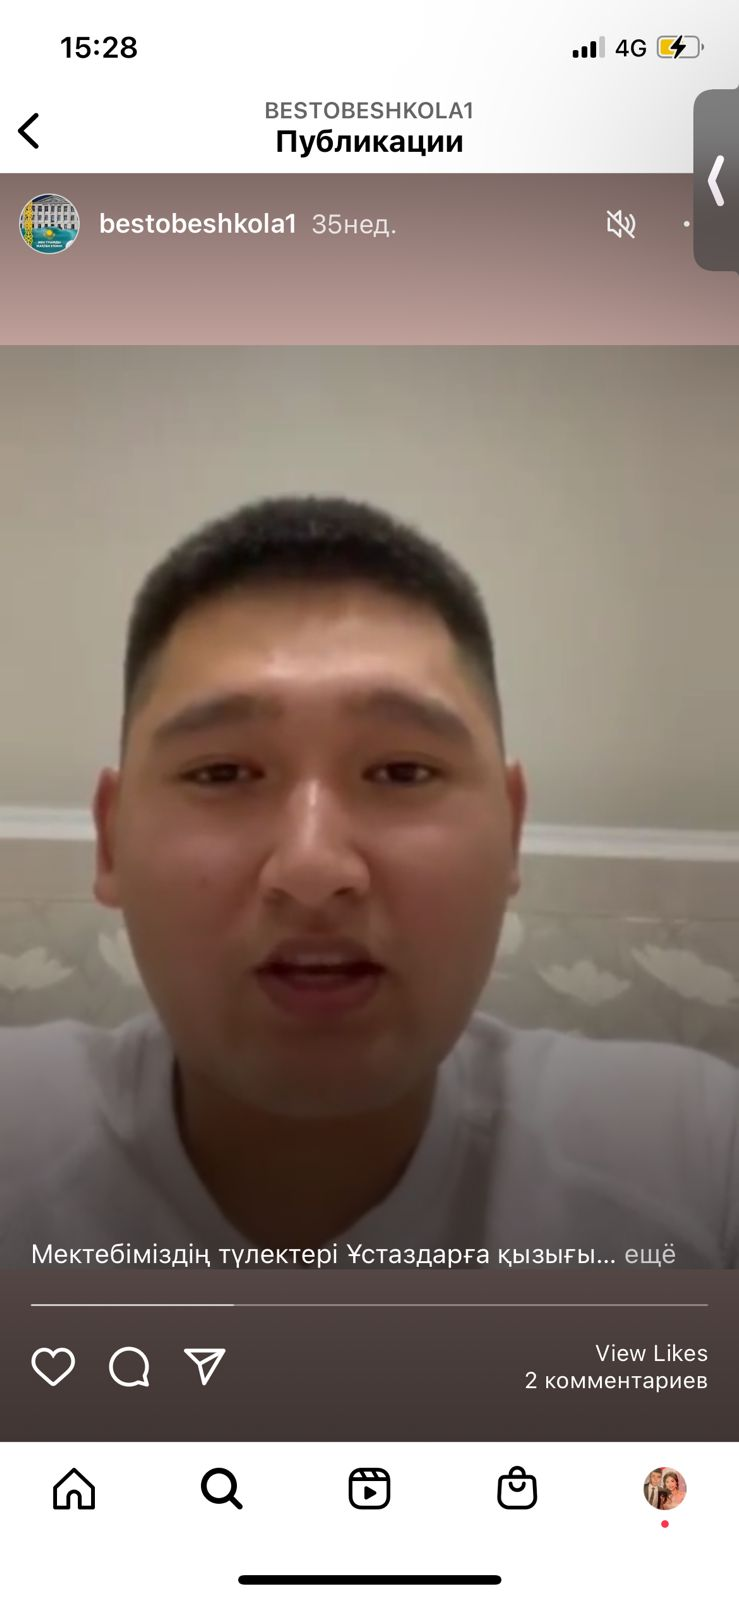 15:28
4G
BESTOBESHKOLA1
Публикации
bestobeshkola1 35нед.
Мектебіміздің түлектері Ұстаздарға қызығы... ещё
View Likes
2 комментариев